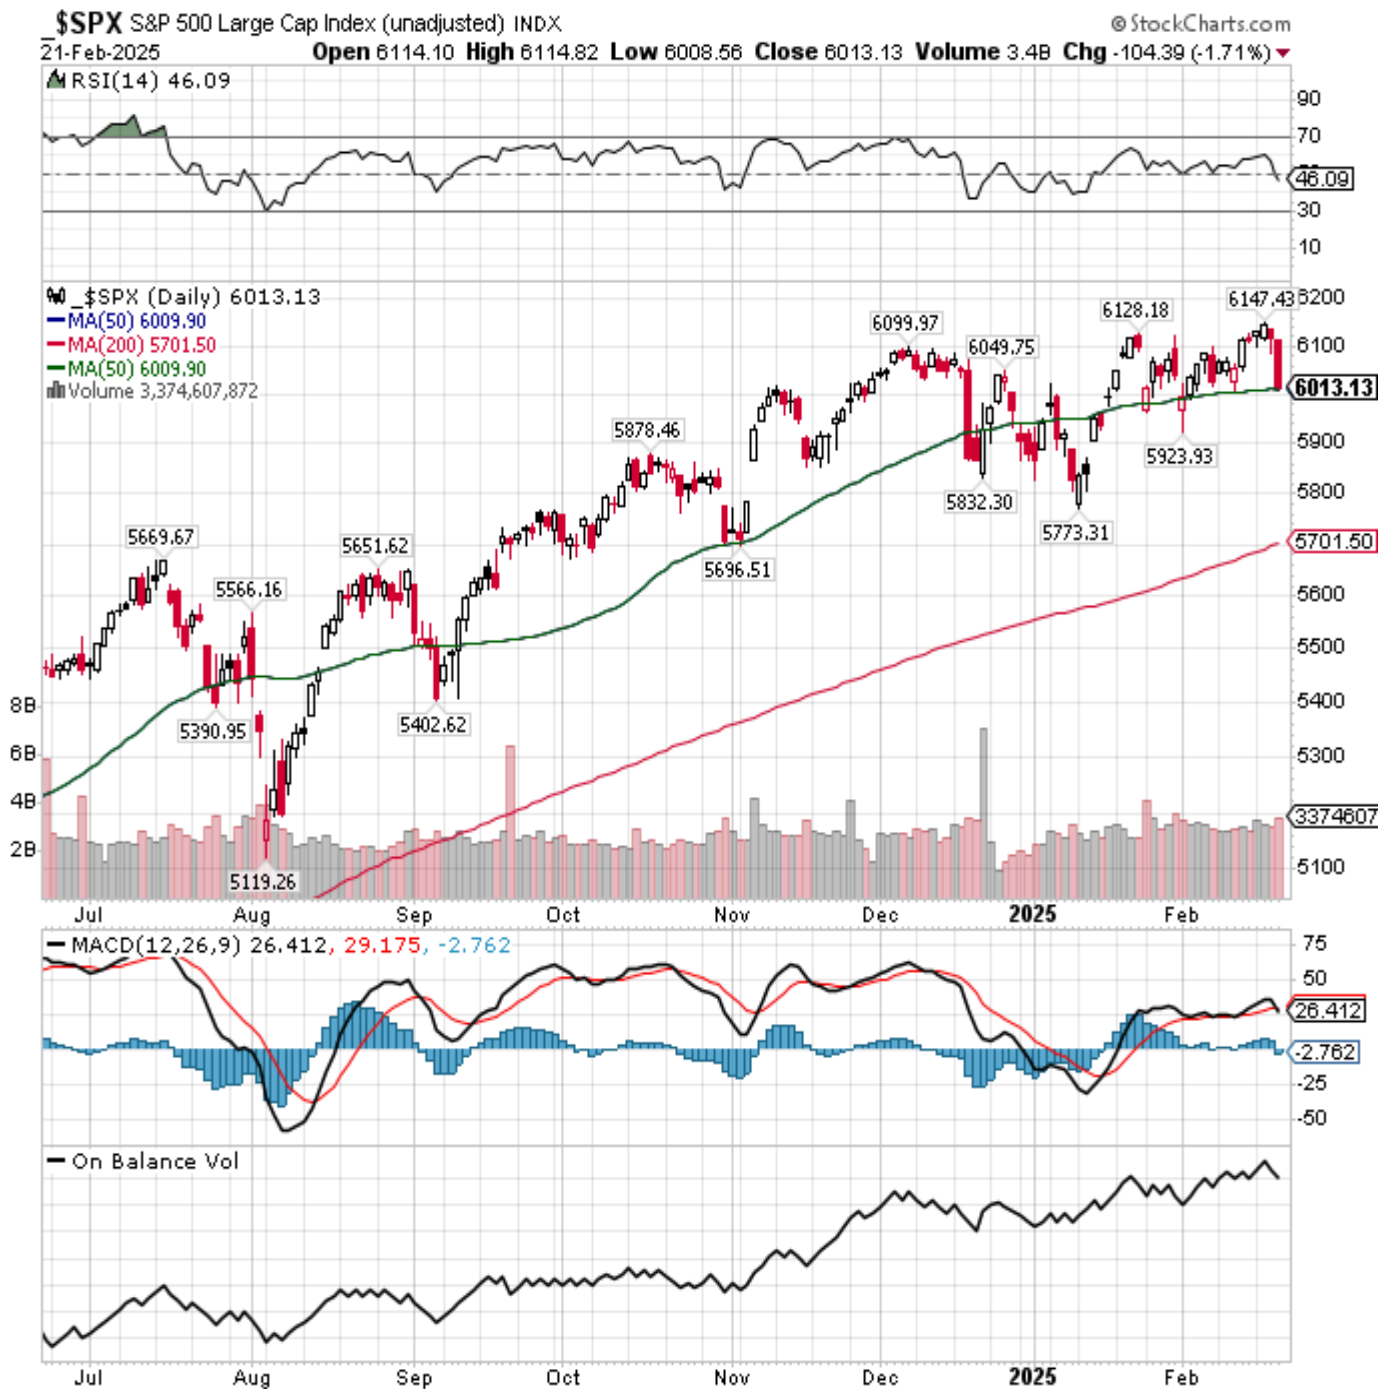 _$SPX S&P 500 Large Cap Index (unadjusted) INDX © StockCharts.com
21-Feb-2025 Open 6114.10 High 6114.82 Low 6008.56 Close 6013.13 Volume 3.4B Chg -104.39 (-1.71%)
RSI(14) 46.09
90
70
46.09
30
10
_$SPX (Daily) 6013.13
MA(50) 6009.90
MA(200) 5701.50
MA(50) 6009.90
Volume 3,374,607,872
6147.43
6200
6128.18
6099.97
6100
6049.75
6013.13
5878.46
5900
5923.93
5832.30
5800
5773.31
5669.67
5651.62
5701.50
5696.51
5566.16
5600
5500
5390.95
5402.62
5400
8B
6B
5300
4B
3374607
2B
5119.26
5100
Jul Aug Sep Oct Nov Dec 2025 Feb
MACD(12,26,9) 26.412, 29.175, -2.762
75
50
26.412
-2.762
-25
-50
On Balance Vol
Jul Aug Sep Oct Nov Dec 2025 Feb